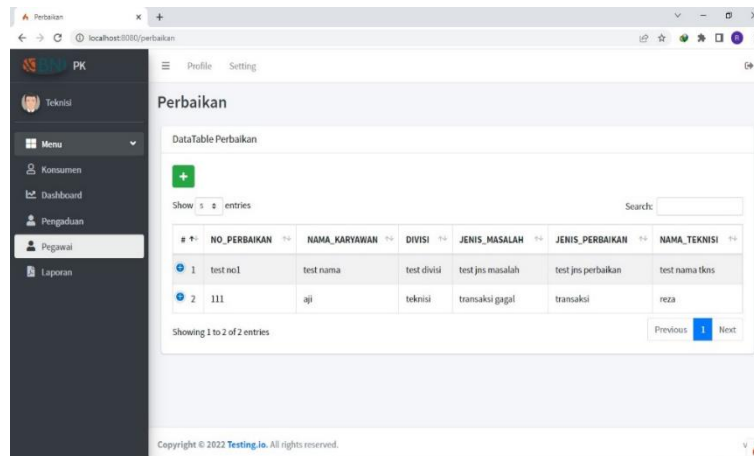 Perbaikan
localhost:8080/perbaikan
BNI PK
Profile Setting
Teknisi
Perbaikan
Menu
DataTable Perbaikan
Konsumen
Dashboard
Pengaduan
Pegawai
Laporan
Show 5 entries
Search:
# NO_PERBAIKAN NAMA_KARYAWAN DIVISI JENIS_MASALAH JENIS_PERBAIKAN NAMA_TEKNISI
1 test no1 test nama test divisi test jns masalah test jns perbaikan test nama tkns
2 111 aji teknisi transaksi gagal transaksi reza
Showing 1 to 2 of 2 entries
Previous 1 Next
Copyright © 2022 Testing.io. All rights reserved.